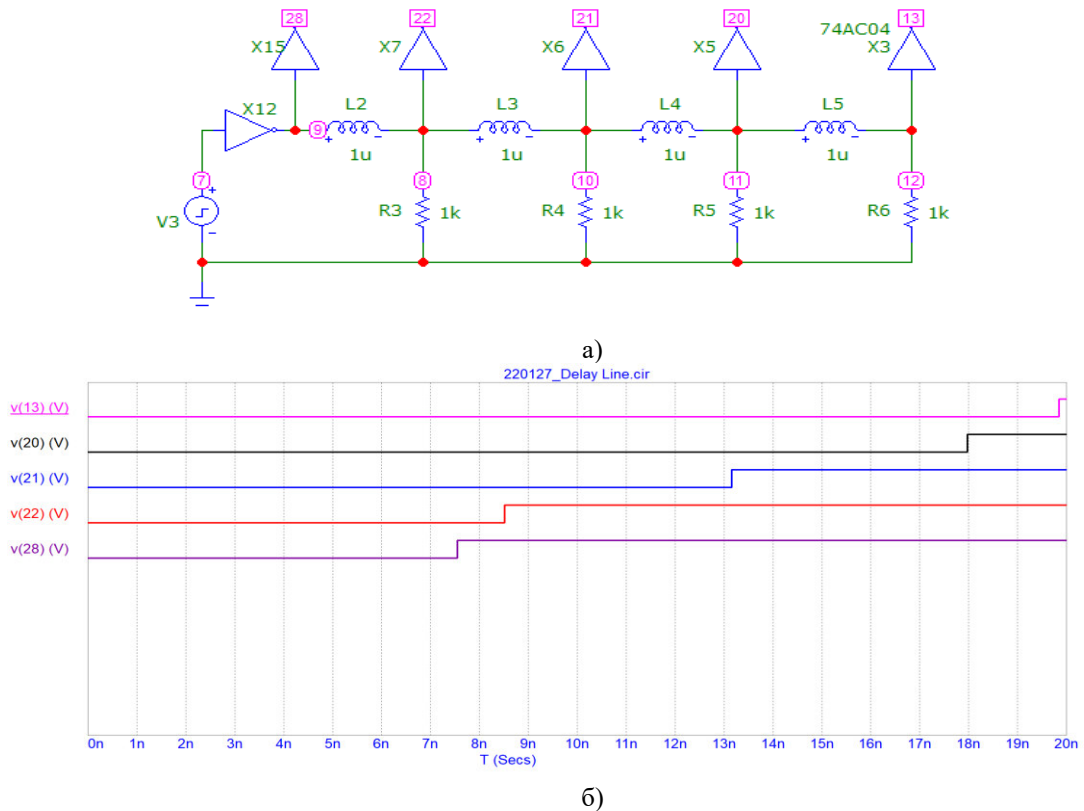 28 22 21 20 13
74AC04
X15 X7 X6 X5 X3
X12 L2 L3 L4 L5
9
+ - + - + - + -
1u 1u 1u 1u
7 + 8 10 11 12
V3 R3 1k R4 1k R5 1k R6 1k
-
а)
220127_Delay Line.cir
v(13) (V)
v(20) (V)
v(21) (V)
v(22) (V)
v(28) (V)
0n 1n 2n 3n 4n 5n 6n 7n 8n 9n 10n 11n 12n 13n 14n 15n 16n 17n 18n 19n 20n
T (Secs)
б)